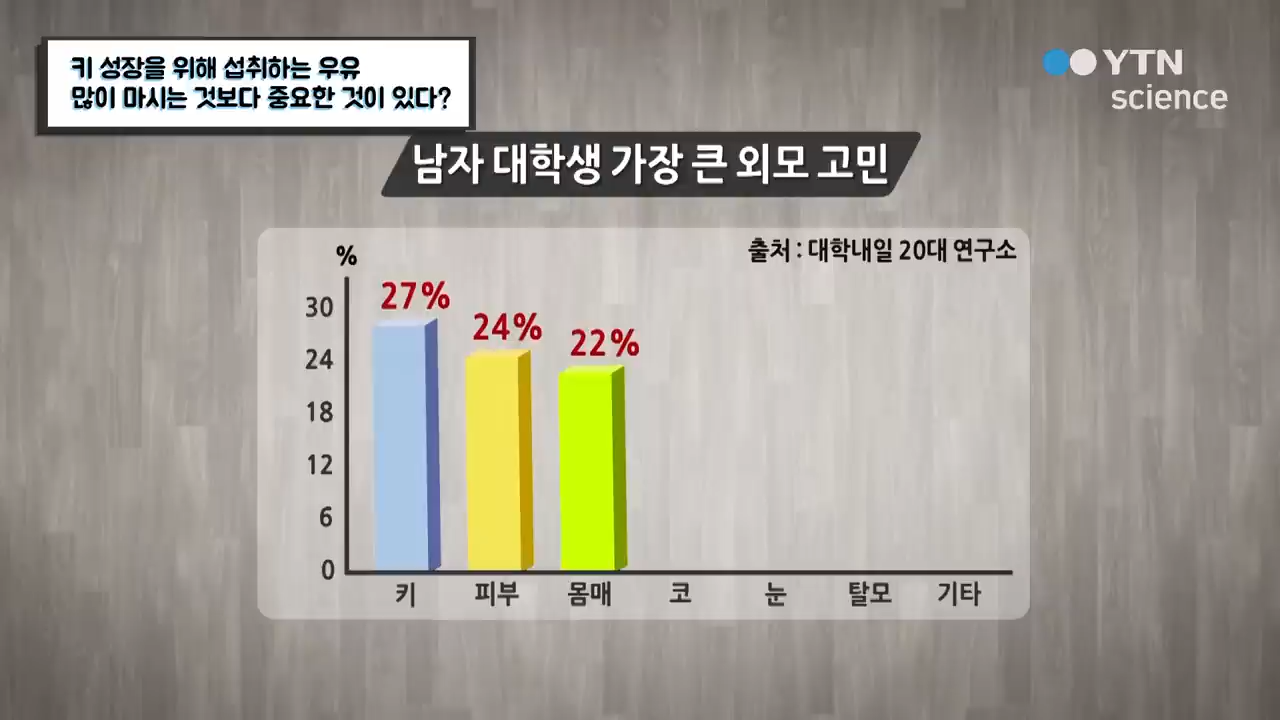 키 성장을 위해 섭취하는 우유
많이 마시는 것보다 중요한 것이 있다?
YTN
science
남자 대학생 가장 큰 외모 고민
출처 : 대학내일 20대 연구소
%
30
24
18
12
6
0
27%
24%
22%
키 피부 몸매 코 눈 탈모 기타